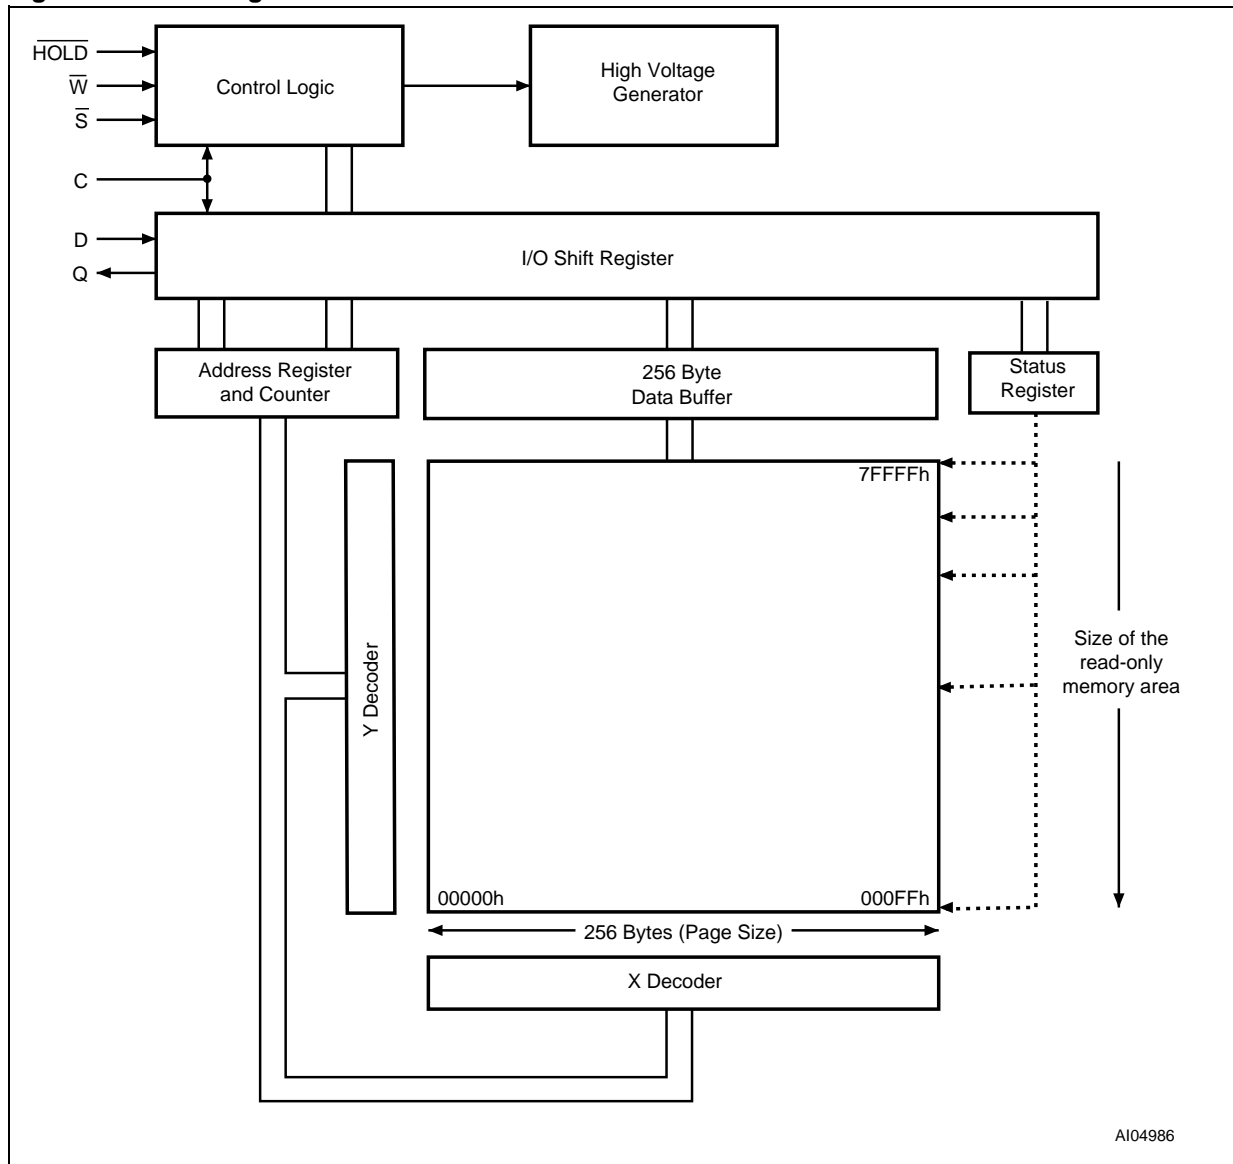 HOLD
W
S
C
D
Q
Control Logic
High Voltage
Generator
I/O Shift Register
Address Register
and Counter
256 Byte
Data Buffer
Status
Register
7FFFFh
Y Decoder
Size of the
read-only
memory area
00000h
000FFh
256 Bytes (Page Size)
X Decoder
AI04986